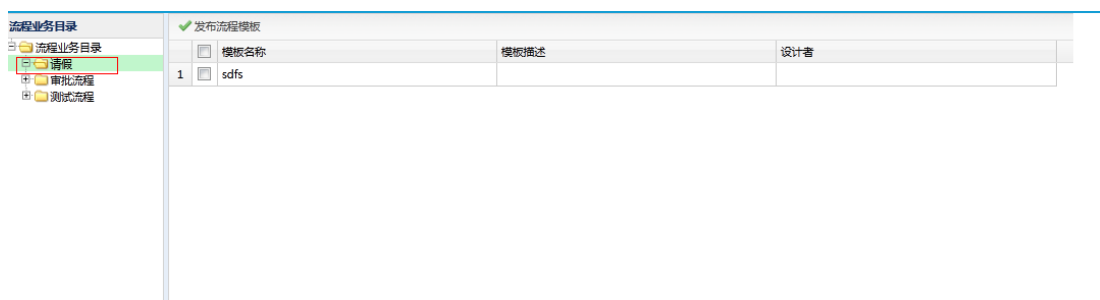 流程业务目录
流程业务目录
请假
审批流程
测试流程
发布流程模板
模板名称 模板描述 设计者
1 sdfs